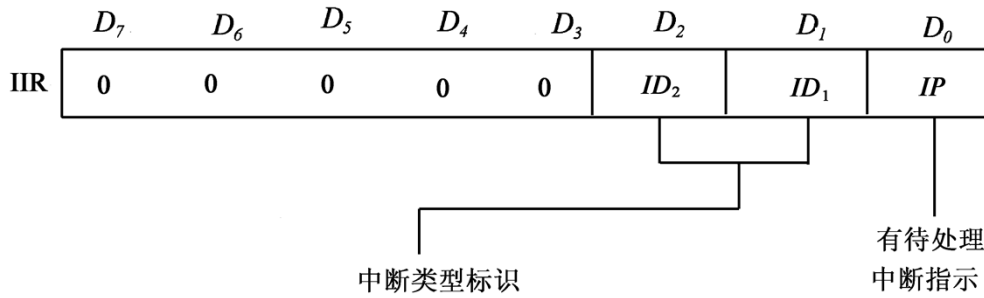 D₇ D₆ D₅ D₄ D₃ D₂ D₁ D₀
IIR 0 0 0 0 0 ID₂ ID₁ IP
有待处理
中断指示
中断类型标识